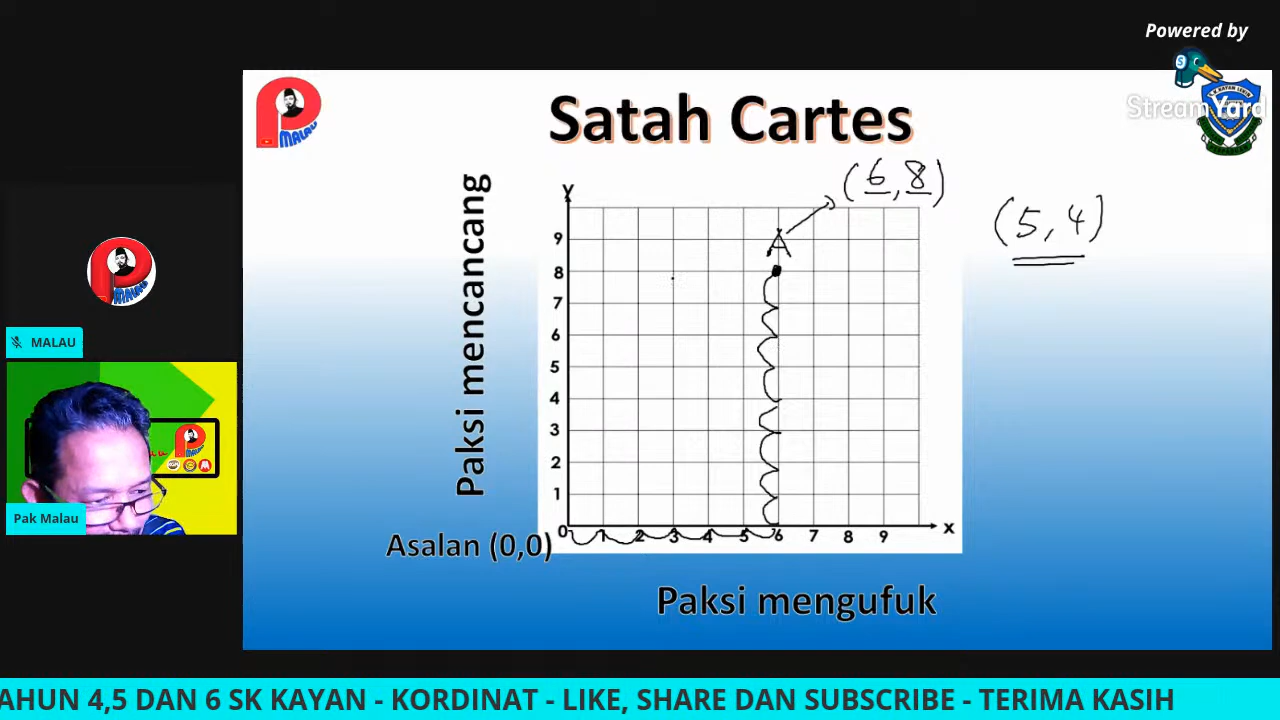 Powered by
StreamYard
MALAU
Satah Cartes
(6,8)
(5,4)
Paksi mencancang
Y
A
9
8
7
6
5
4
3
2
1
0 1 2 3 4 5 6 7 8 9 x
Asalan (0,0)
Paksi mengufuk
MALAU
MALAU
Pak Malau
AHUN 4,5 DAN 6 SK KAYAN - KORDINAT - LIKE, SHARE DAN SUBSCRIBE - TERIMA KASIH